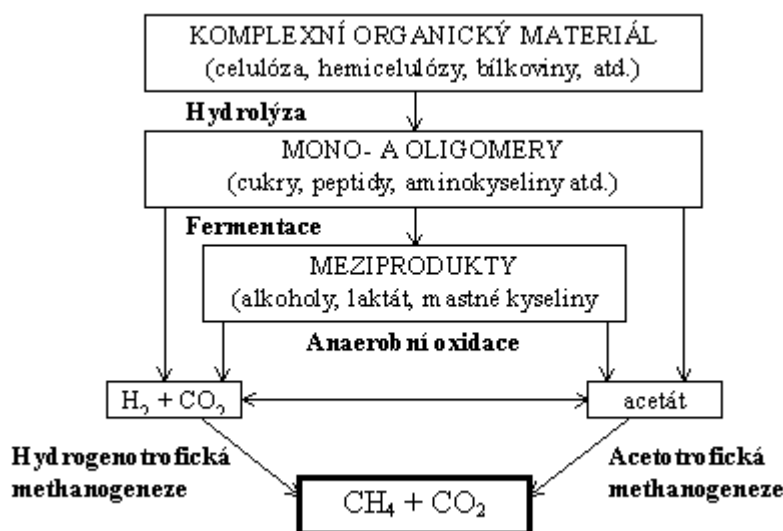 KOMPLEXNÍ ORGANICKÝ MATERIÁL
(celulóza, hemicelulózy, bílkoviny, atd.)
Hydrolýza
MONO- A OLIGOMERY
(cukry, peptidy, aminokyseliny atd.)
Fermentace
MEZIPRODUKTY
(alkoholy, laktát, mastné kyseliny
Anaerobní oxidace
H₂ + CO₂
acetát
Hydrogenotrofická
methanogeneze
Acetotrofická
methanogeneze
CH₄ + CO₂